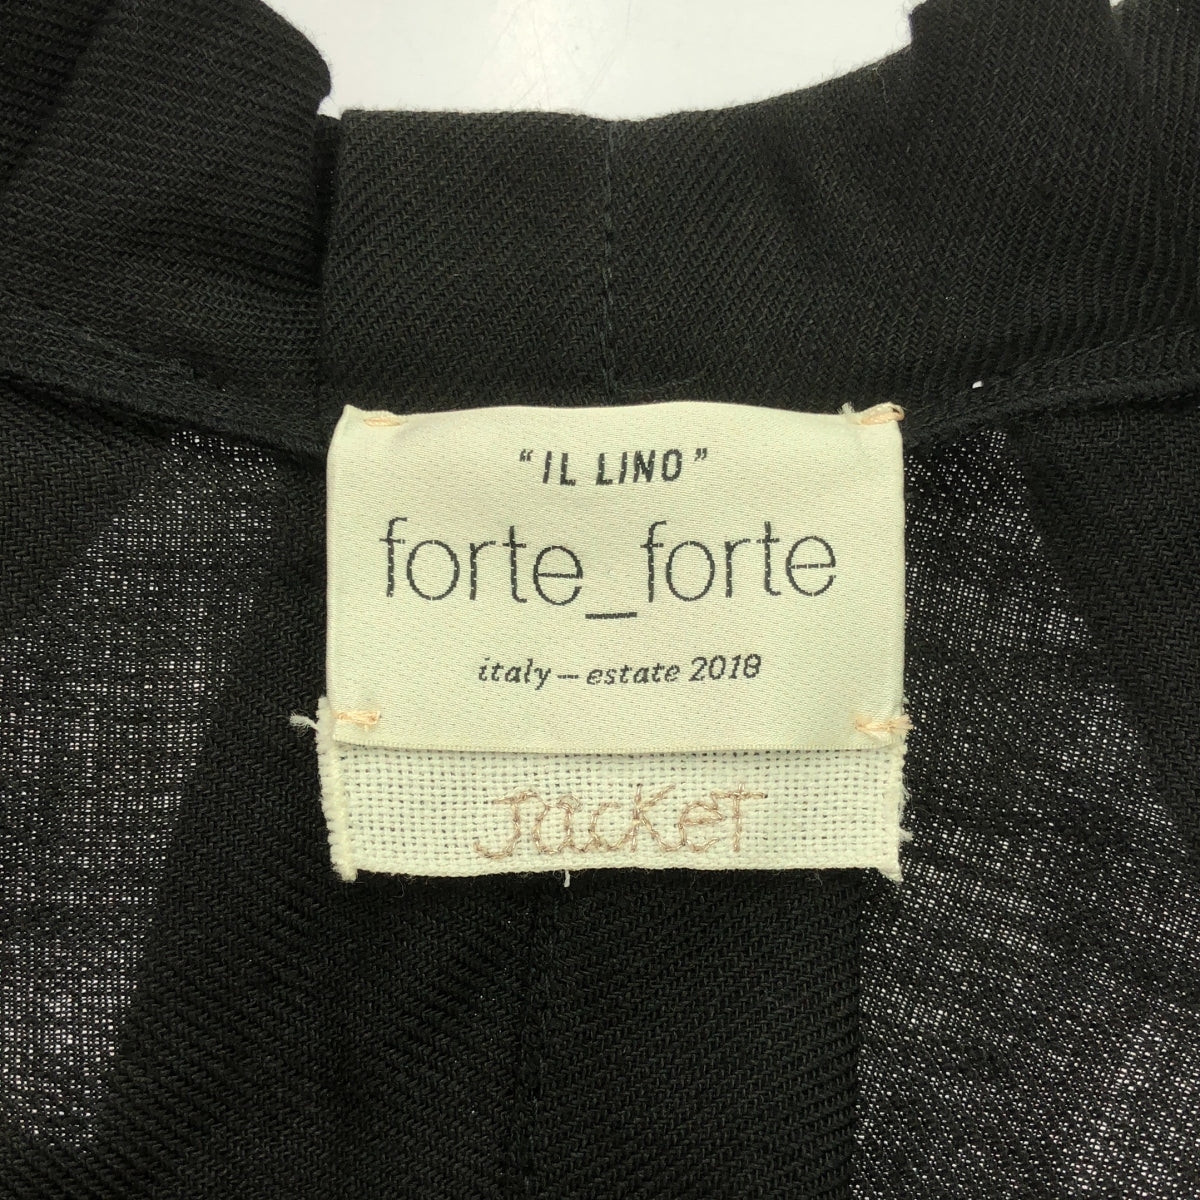 “IL LINO”
forte_forte
italy – estate 2018
Jacket